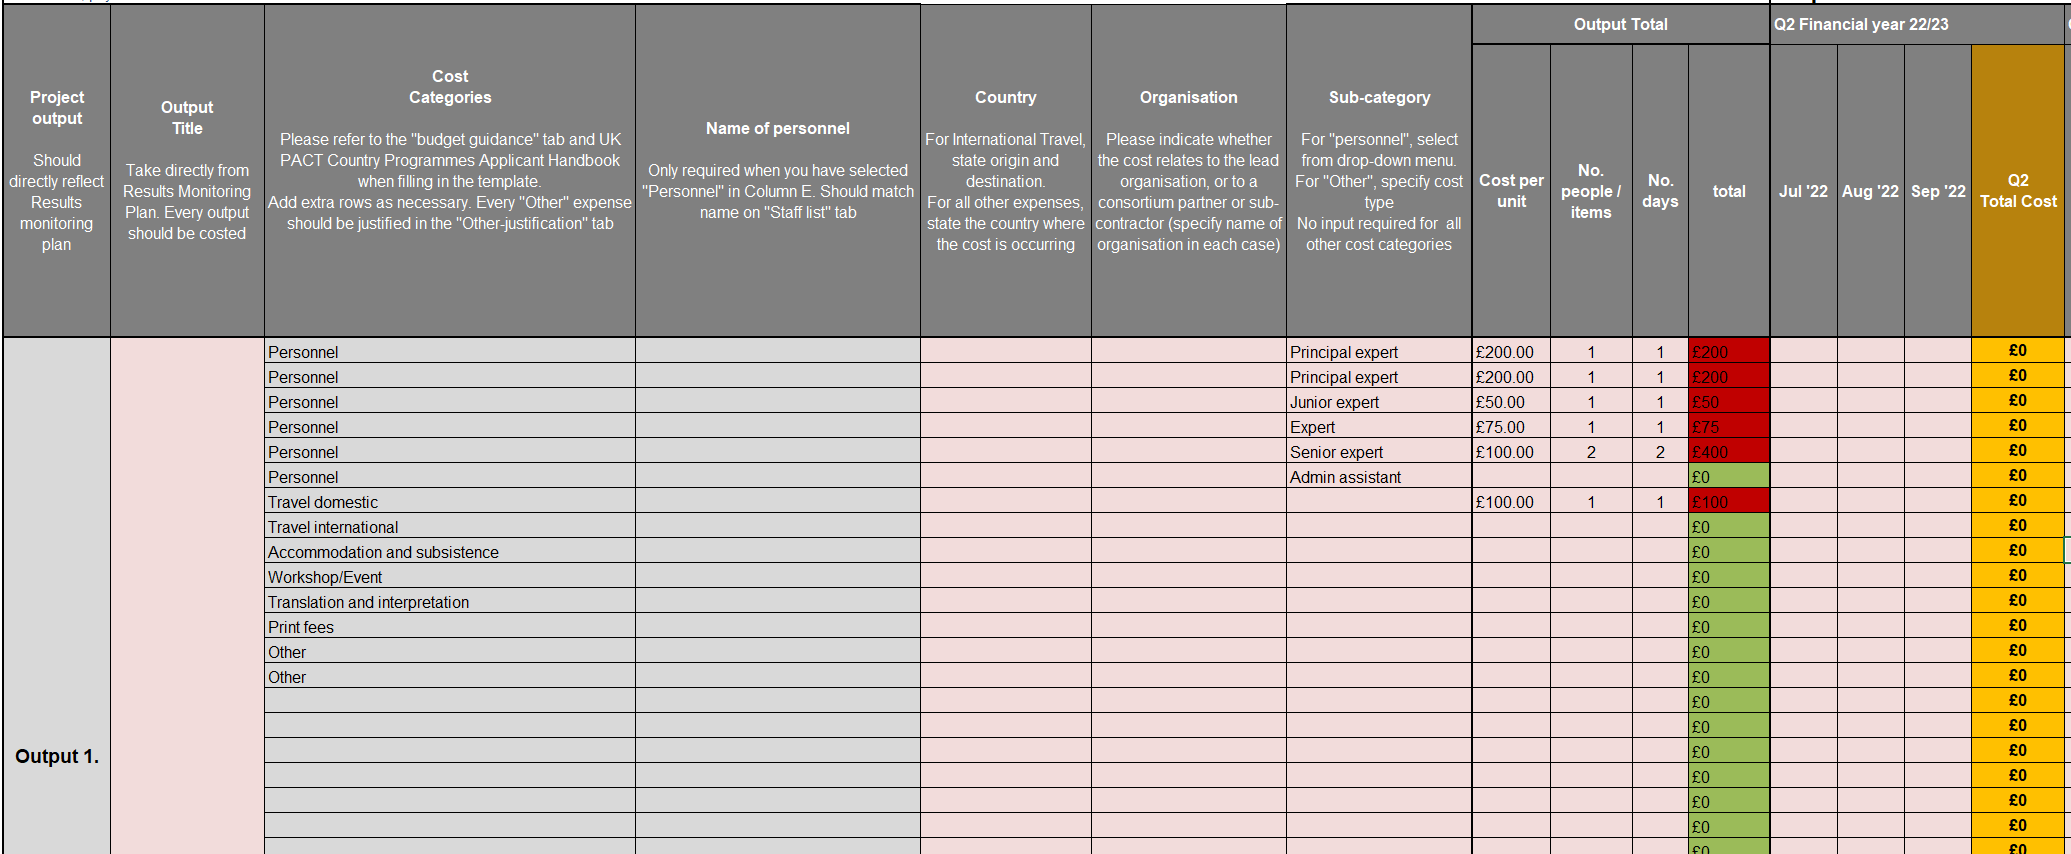 Output Total
Q2 Financial year 22/23
Project
output
Should
directly reflect
Results
monitoring
plan
Output
Title
Take directly from
Results Monitoring
Plan. Every output
should be costed
Cost
Categories
Please refer to the "budget guidance" tab and UK
PACT Country Programmes Applicant Handbook
when filling in the template.
Add extra rows as necessary. Every "Other" expense
should be justified in the "Other-justification" tab
Name of personnel
Only required when you have selected
"Personnel" in Column E. Should match
name on "Staff list" tab
Country
For International Travel,
state origin and
destination.
For all other expenses,
state the country where
the cost is occurring
Organisation
Please indicate whether
the cost relates to the lead
organisation, or to a
consortium partner or sub-
contractor (specify name of
organisation in each case)
Sub-category
For "personnel", select
from drop-down menu.
For "Other", specify cost
type
No input required for all
other cost categories
Cost per
unit
No.
people /
items
No.
days
total
Jul '22
Aug '22
Sep '22
Q2
Total Cost
Personnel Principal expert £200.00 1 1 £200 £0
Personnel Principal expert £200.00 1 1 £200 £0
Personnel Junior expert £50.00 1 1 £50 £0
Personnel Expert £75.00 1 1 £75 £0
Personnel Senior expert £100.00 2 2 £400 £0
Personnel Admin assistant £0 £0
Travel domestic £100.00 1 1 £100 £0
Travel international £0 £0
Accommodation and subsistence £0 £0
Workshop/Event £0 £0
Translation and interpretation £0 £0
Print fees £0 £0
Other £0 £0
Other £0 £0
£0 £0
£0 £0
Output 1. £0 £0
£0 £0
£0 £0
£0 £0
£0 £0